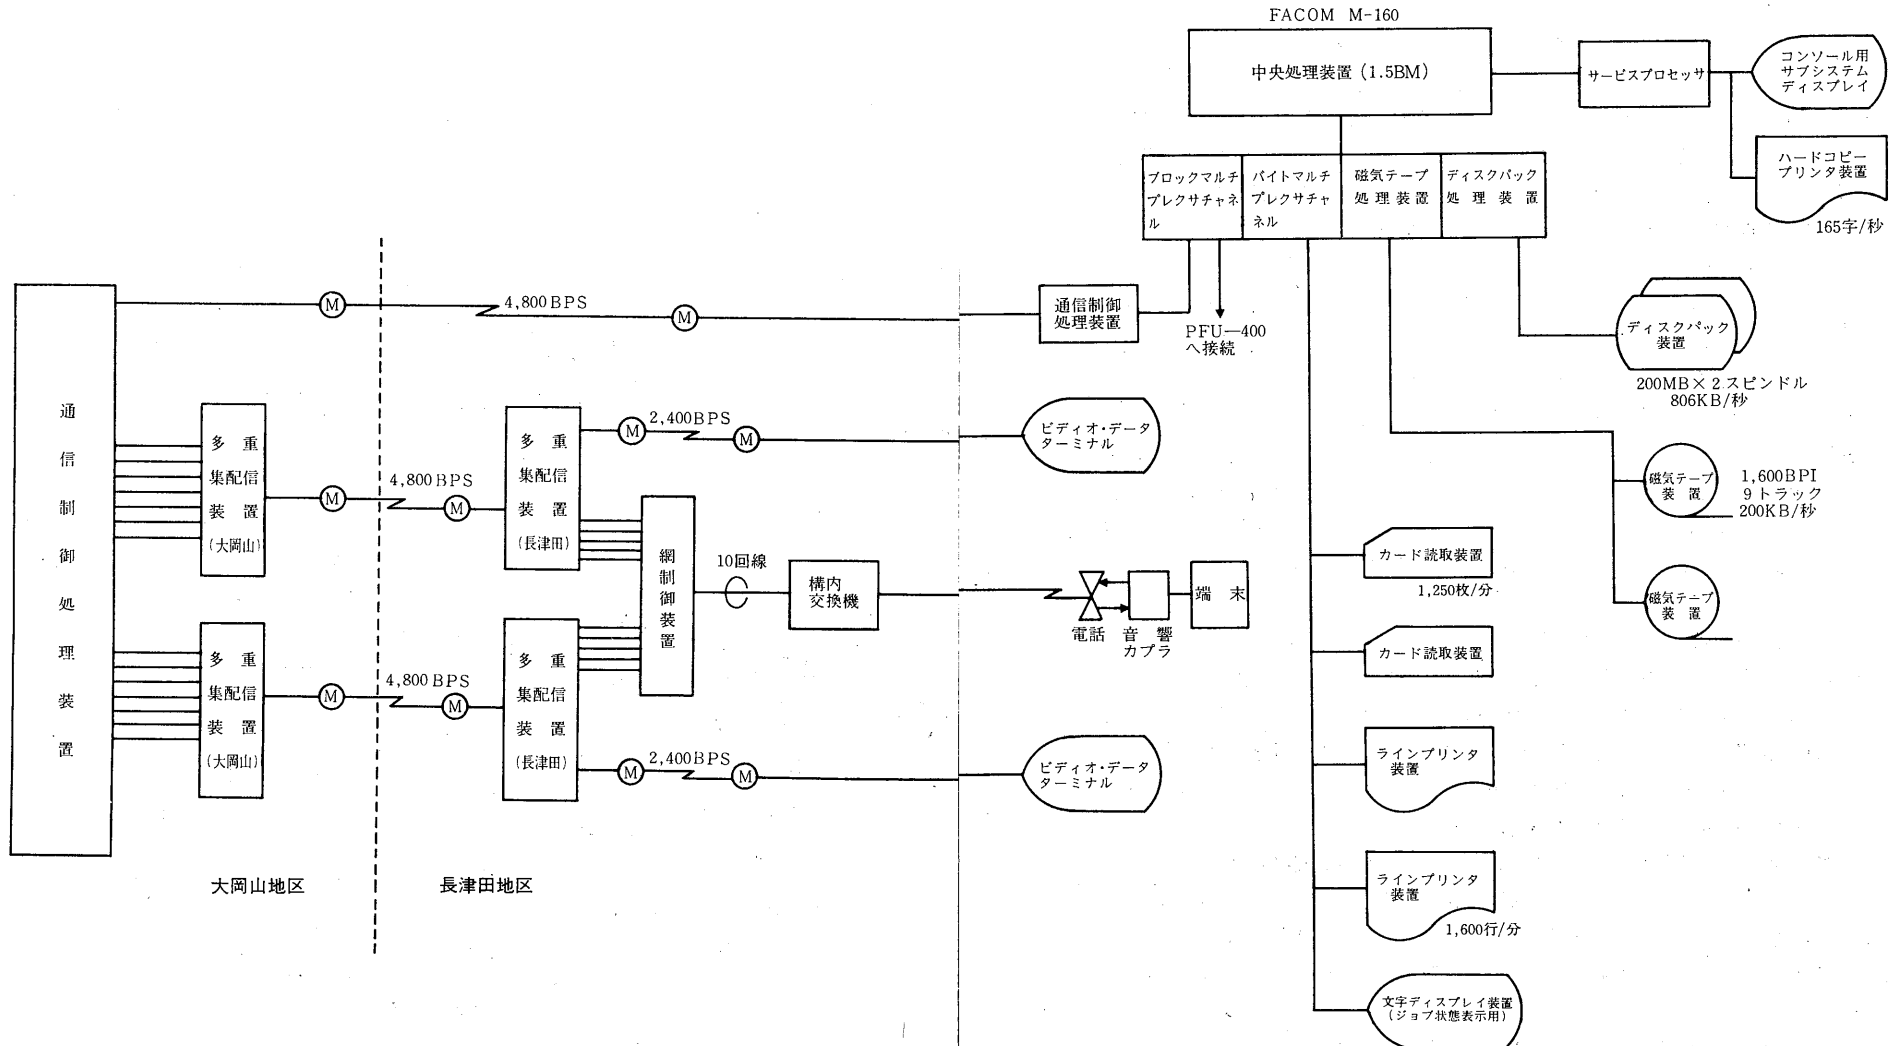 FACOM M-160
中央処理装置 (1.5BM)
サービスプロセッサ
コンソール用
サブシステム
ディスプレイ
ハードコピー
プリンタ装置
165字/秒
ブロックマルチ
プレクサチャネ
ル
バイトマルチ
プレクサチャ
ネル
磁気テープ
処理装置
ディスクパック
処理装置
通信制御
処理装置
PFU—400
へ接続
ディスクパック
装置
200MB×2スピンドル
806KB/秒
磁気テープ
装置
1,600BPI
9トラック
200KB/秒
磁気テープ
装置
カード読取装置
1,250枚/分
カード読取装置
ラインプリンタ
装置
ラインプリンタ
装置
1,600行/分
文字ディスプレイ装置
(ジョブ状態表示用)
通信制御処理装置
M
4,800BPS
M
多重
集配信
装置
(大岡山)
M
4,800BPS
M
多重
集配信
装置
(長津田)
M
2,400BPS
M
ビディオ・データ
ターミナル
網制御装置
10回線
構内
交換機
電話
音響
カプラ
端末
多重
集配信
装置
(大岡山)
M
4,800BPS
M
多重
集配信
装置
(長津田)
M
2,400BPS
M
ビディオ・データ
ターミナル
大岡山地区
長津田地区